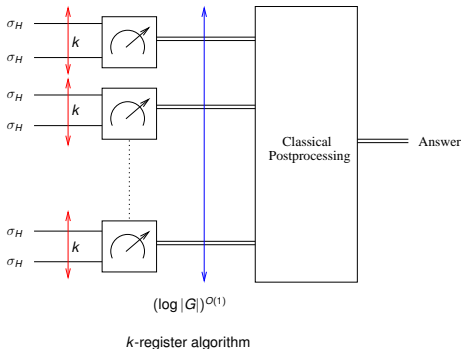 σ_H
k
σ_H
σ_H
k
σ_H
Classical
Postprocessing
Answer
σ_H
k
σ_H
(log |G|)^{O(1)}
k-register algorithm